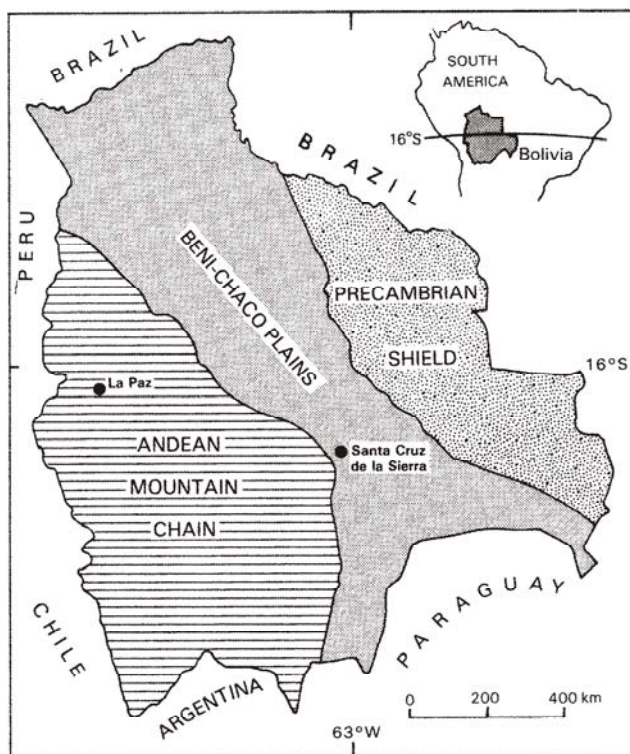 BRAZIL
SOUTH
AMERICA
16°S
Bolivia
BRAZIL
PERU
BENI-CHACO PLAINS
PRECAMBRIAN
SHIELD
16°S
La Paz
Santa Cruz
de la Sierra
ANDEAN
MOUNTAIN
CHAIN
CHILE
PARAGUAY
ARGENTINA
0 200 400 km
63°W